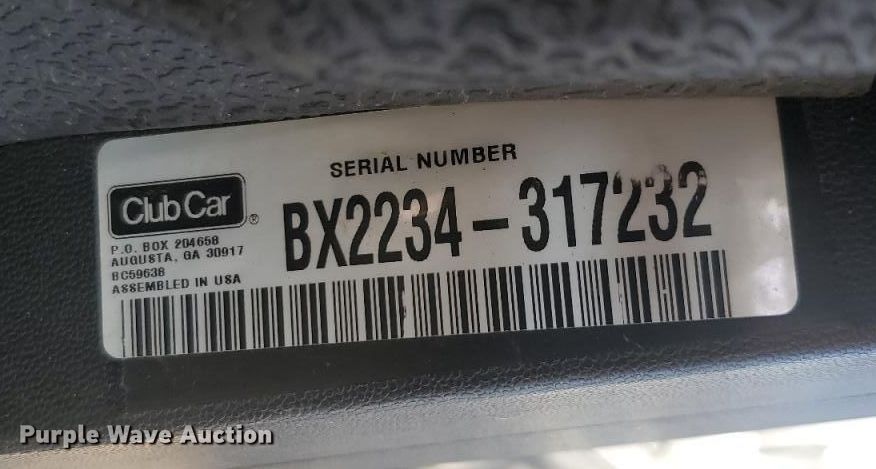 SERIAL NUMBER
Club Car ®
BX2234-317232
P.O. BOX 204658
AUGUSTA, GA 30917
BC59638
ASSEMBLED IN USA
Purple Wave Auction